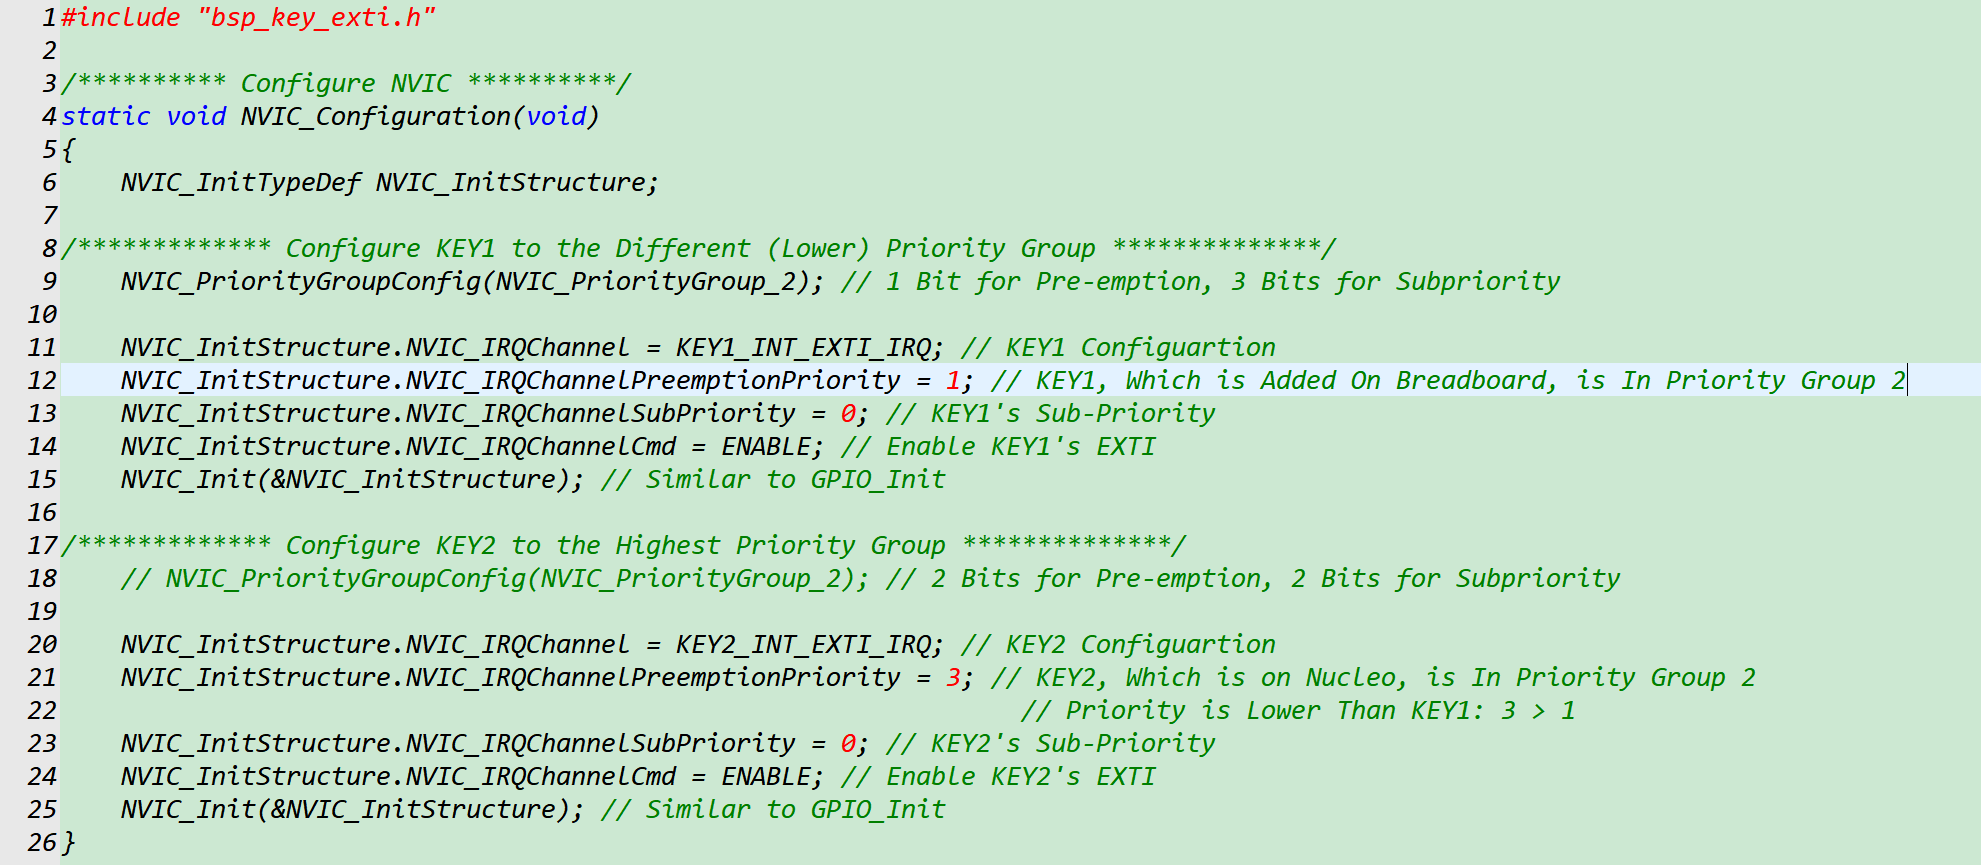 1 #include "bsp_key_exti.h"
2
3 /********** Configure NVIC **********/
4 static void NVIC_Configuration(void)
5 {
6     NVIC_InitTypeDef NVIC_InitStructure;
7
8 /************* Configure KEY1 to the Different (Lower) Priority Group **************/
9     NVIC_PriorityGroupConfig(NVIC_PriorityGroup_2); // 1 Bit for Pre-emption, 3 Bits for Subpriority
10
11     NVIC_InitStructure.NVIC_IRQChannel = KEY1_INT_EXTI_IRQ; // KEY1 Configuartion
12     NVIC_InitStructure.NVIC_IRQChannelPreemptionPriority = 1; // KEY1, Which is Added On Breadboard, is In Priority Group 2
13     NVIC_InitStructure.NVIC_IRQChannelSubPriority = 0; // KEY1's Sub-Priority
14     NVIC_InitStructure.NVIC_IRQChannelCmd = ENABLE; // Enable KEY1's EXTI
15     NVIC_Init(&NVIC_InitStructure); // Similar to GPIO_Init
16
17 /************* Configure KEY2 to the Highest Priority Group **************/
18     // NVIC_PriorityGroupConfig(NVIC_PriorityGroup_2); // 2 Bits for Pre-emption, 2 Bits for Subpriority
19
20     NVIC_InitStructure.NVIC_IRQChannel = KEY2_INT_EXTI_IRQ; // KEY2 Configuartion
21     NVIC_InitStructure.NVIC_IRQChannelPreemptionPriority = 3; // KEY2, Which is on Nucleo, is In Priority Group 2
22                                                                 // Priority is Lower Than KEY1: 3 > 1
23     NVIC_InitStructure.NVIC_IRQChannelSubPriority = 0; // KEY2's Sub-Priority
24     NVIC_InitStructure.NVIC_IRQChannelCmd = ENABLE; // Enable KEY2's EXTI
25     NVIC_Init(&NVIC_InitStructure); // Similar to GPIO_Init
26 }